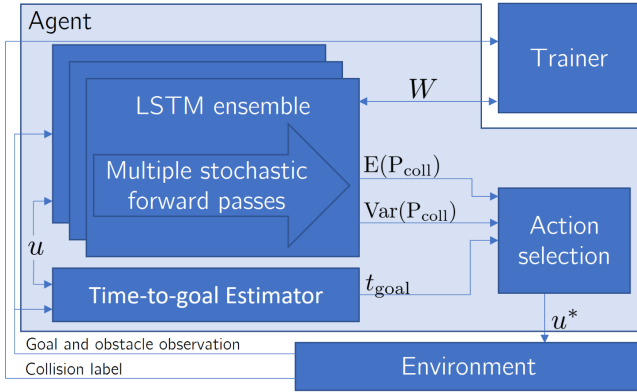 Agent
Trainer
LSTM ensemble
W
Multiple stochastic
forward passes
E(P_coll)
Var(P_coll)
Action
selection
u
Time-to-goal Estimator
t_goal
u*
Goal and obstacle observation
Collision label
Environment